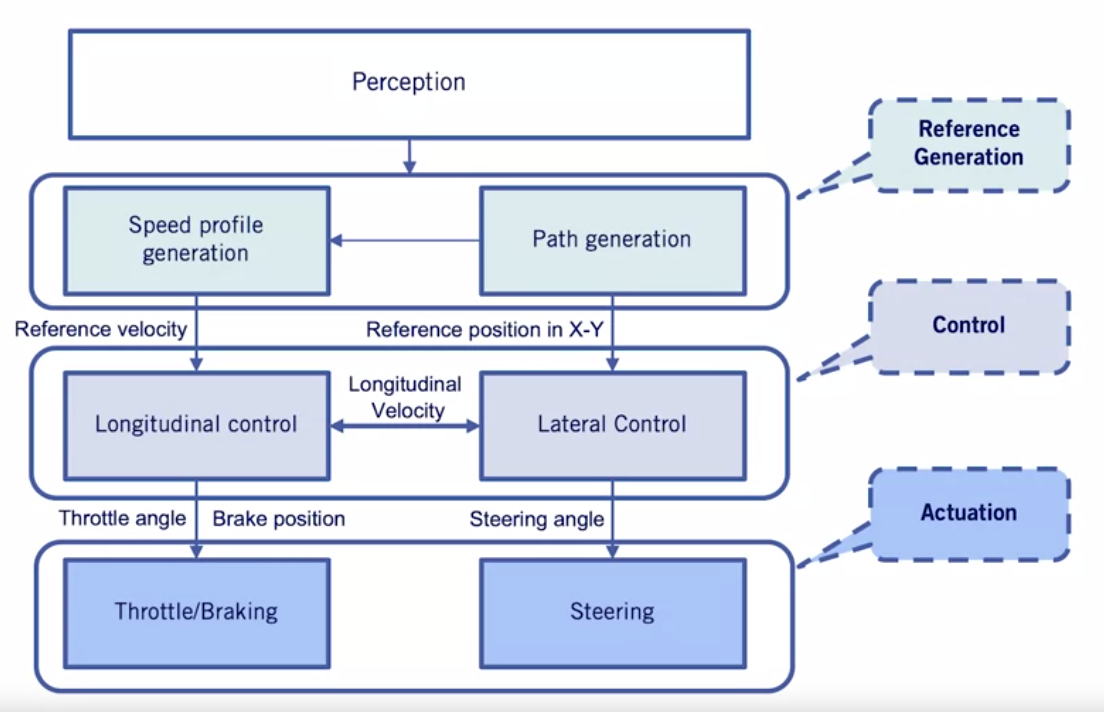 Perception
Reference
Generation
Speed profile
generation
Path generation
Reference velocity
Reference position in X-Y
Control
Longitudinal
Velocity
Longitudinal control
Lateral Control
Throttle angle
Brake position
Steering angle
Actuation
Throttle/Braking
Steering